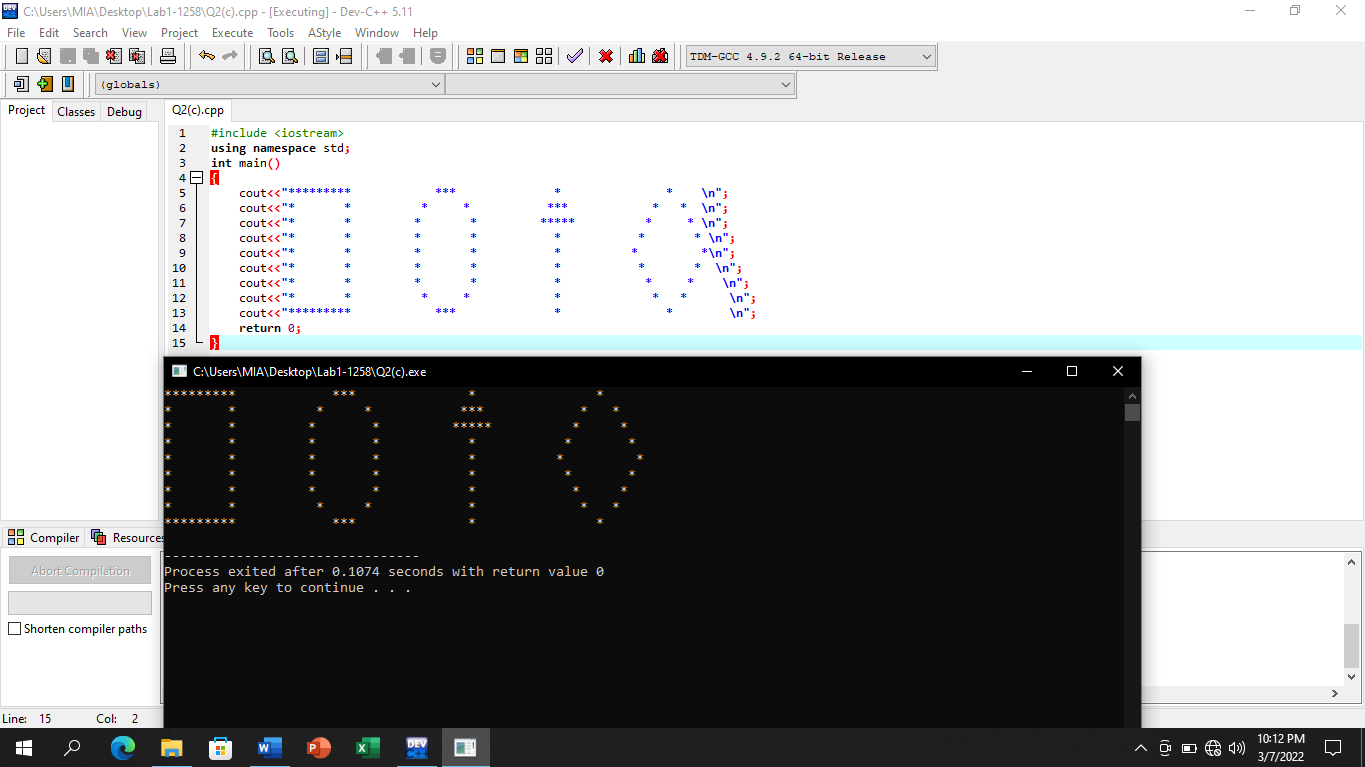 C:\Users\MIA\Desktop\Lab1-1258\Q2(c).cpp - [Executing] - Dev-C++ 5.11
File Edit Search View Project Execute Tools AStyle Window Help
TDM-GCC 4.9.2 64-bit Release
(globals)
Project Classes Debug Q2(c).cpp
1 #include <iostream>
2 using namespace std;
3 int main()
4 {
5     cout<<"*********            ***              *               *    \n";
6     cout<<"*       *          *     *           ***            *   *  \n";
7     cout<<"*       *         *       *         *****          *     * \n";
8     cout<<"*       *         *       *           *           *       * \n";
9     cout<<"*       *         *       *           *          *         *\n";
10     cout<<"*       *         *       *           *           *       *  \n";
11     cout<<"*       *         *       *           *            *     *    \n";
12     cout<<"*       *          *     *            *             *   *      \n";
13     cout<<"*********            ***              *               *        \n";
14     return 0;
15 }
C:\Users\MIA\Desktop\Lab1-1258\Q2(c).exe
*********            ***              *               *
*       *          *     *           ***            *   *
*       *         *       *         *****          *     *
*       *         *       *           *           *       *
*       *         *       *           *          *         *
*       *         *       *           *           *       *
*       *         *       *           *            *     *
*       *          *     *            *             *   *
*********            ***              *               *
--------------------------------
Process exited after 0.1074 seconds with return value 0
Press any key to continue . . .
Compiler Resources
Abort Compilation
Shorten compiler paths
Line: 15 Col: 2
10:12 PM
3/7/2022